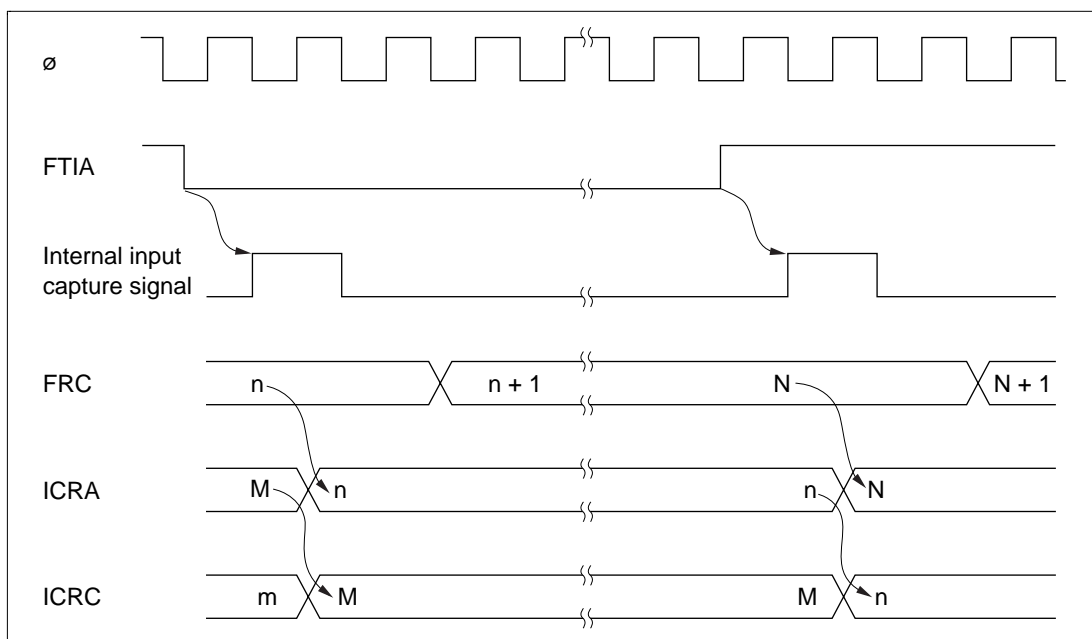 ø
FTIA
Internal input
capture signal
FRC n n + 1 N N + 1
ICRA M n n N
ICRC m M M n